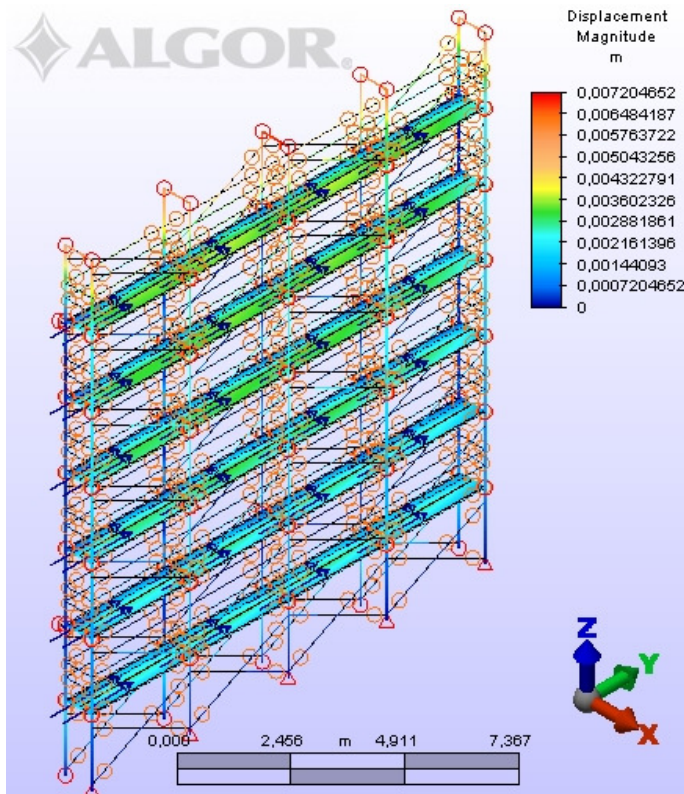 ALGOR®
Displacement
Magnitude
m
0,007204652
0,006484187
0,005763722
0,005043256
0,004322791
0,003602326
0,002881861
0,002161396
0,00144093
0,0007204652
0
Z
Y
X
0,000 2,456 m 4,911 7,367